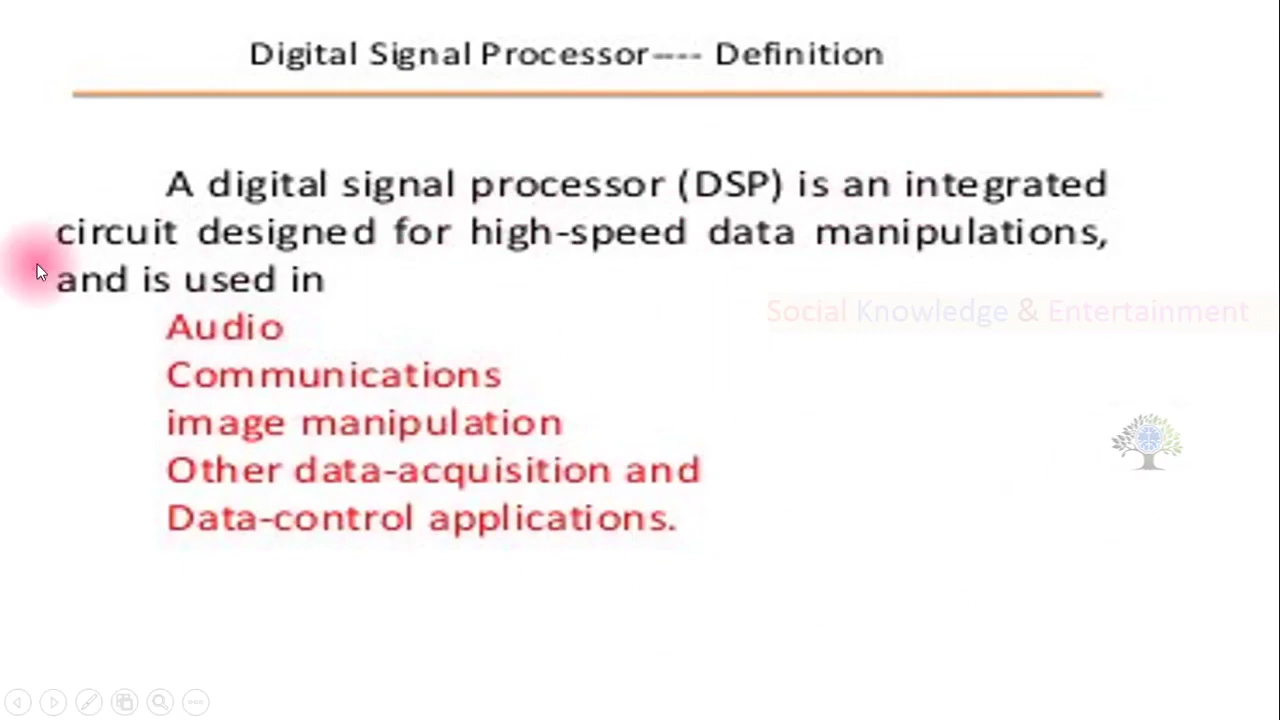 Digital Signal Processor---- Definition
A digital signal processor (DSP) is an integrated
circuit designed for high-speed data manipulations,
and is used in
Social Knowledge & Entertainment
Audio
Communications
image manipulation
Other data-acquisition and
Data-control applications.